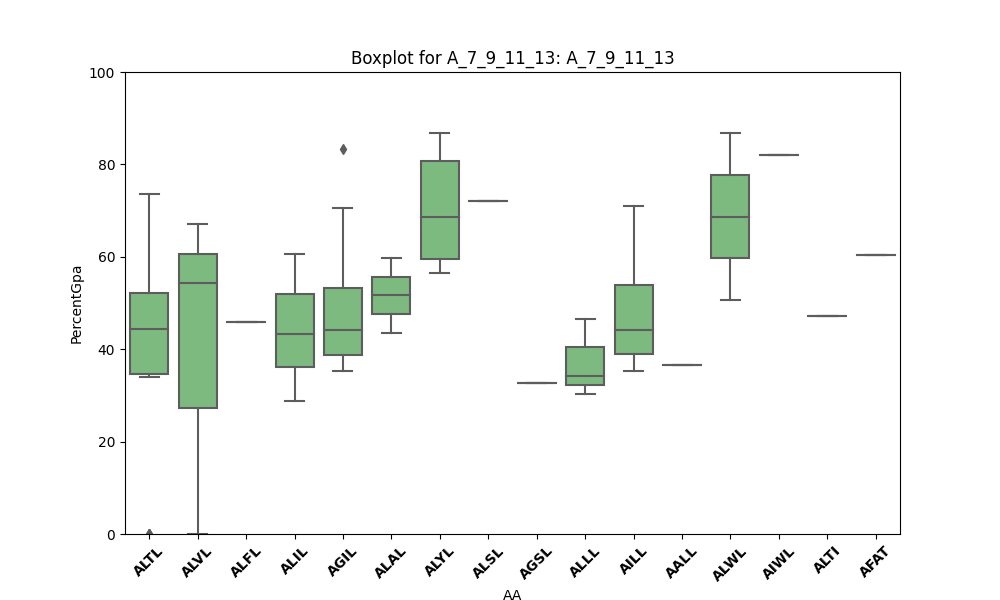 Boxplot for A_7_9_11_13: A_7_9_11_13
100
80
60
40
20
0
PercentGpa
ALTL ALVL ALFL ALIL AGIL ALAL ALYL ALSL AGSL ALLL AILL AALL ALWL AIWL ALTI AFAT
AA